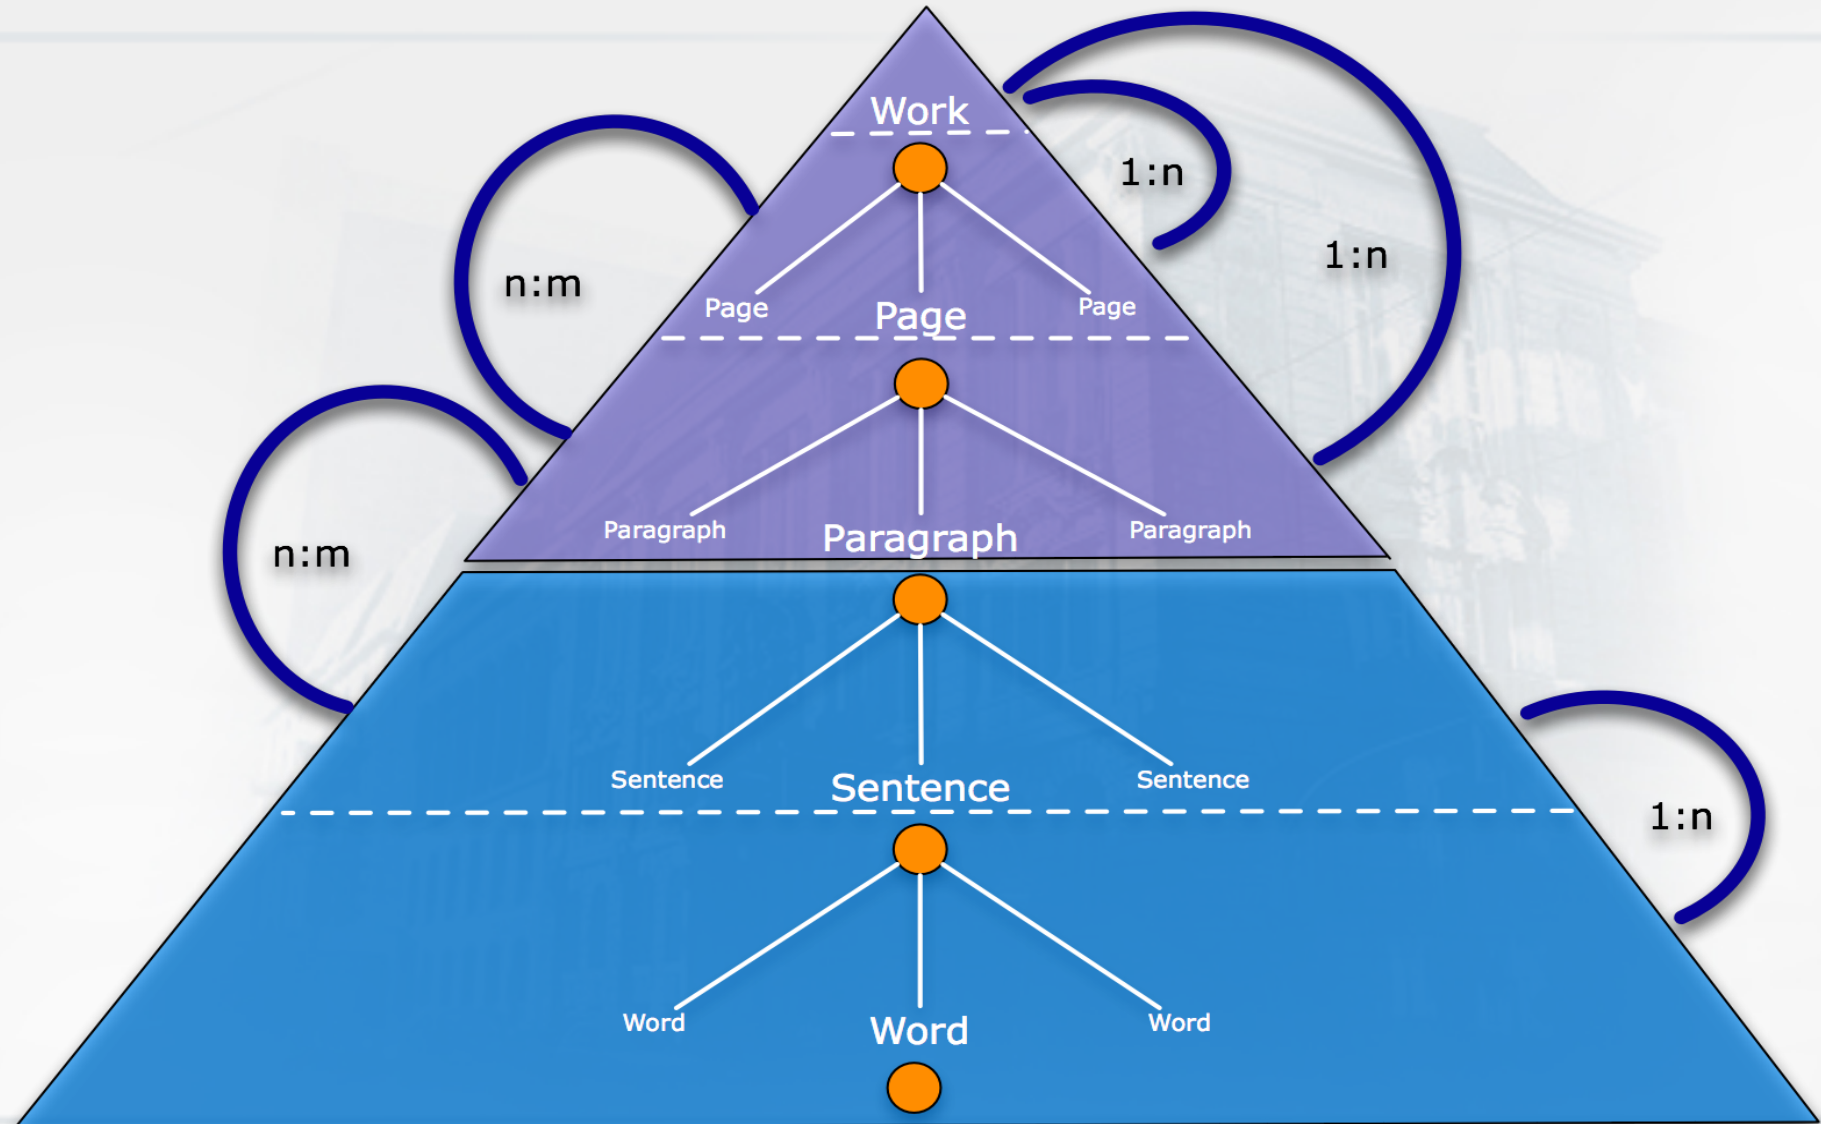 Work
1:n
1:n
n:m
Page Page Page
n:m
Paragraph Paragraph Paragraph
Sentence Sentence Sentence
1:n
Word Word Word